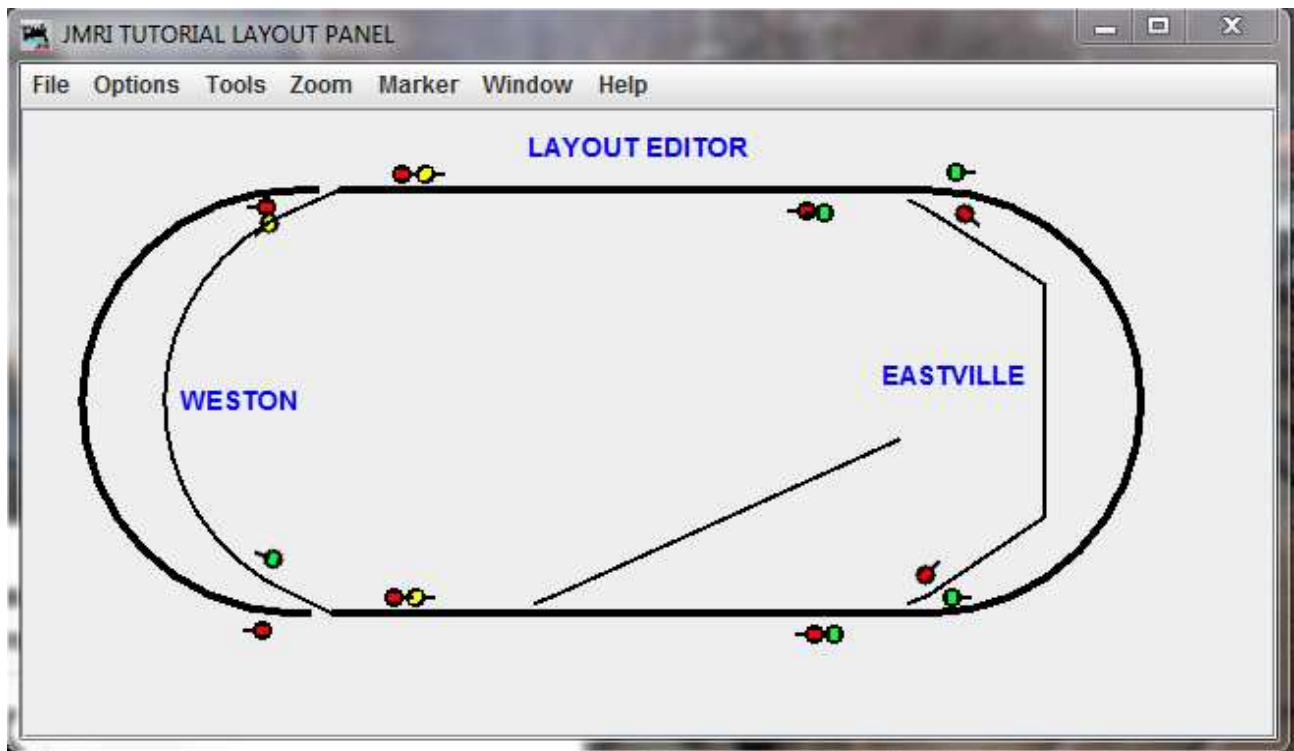 JMRI TUTORIAL LAYOUT PANEL
File Options Tools Zoom Marker Window Help
LAYOUT EDITOR
EASTVILLE
WESTON